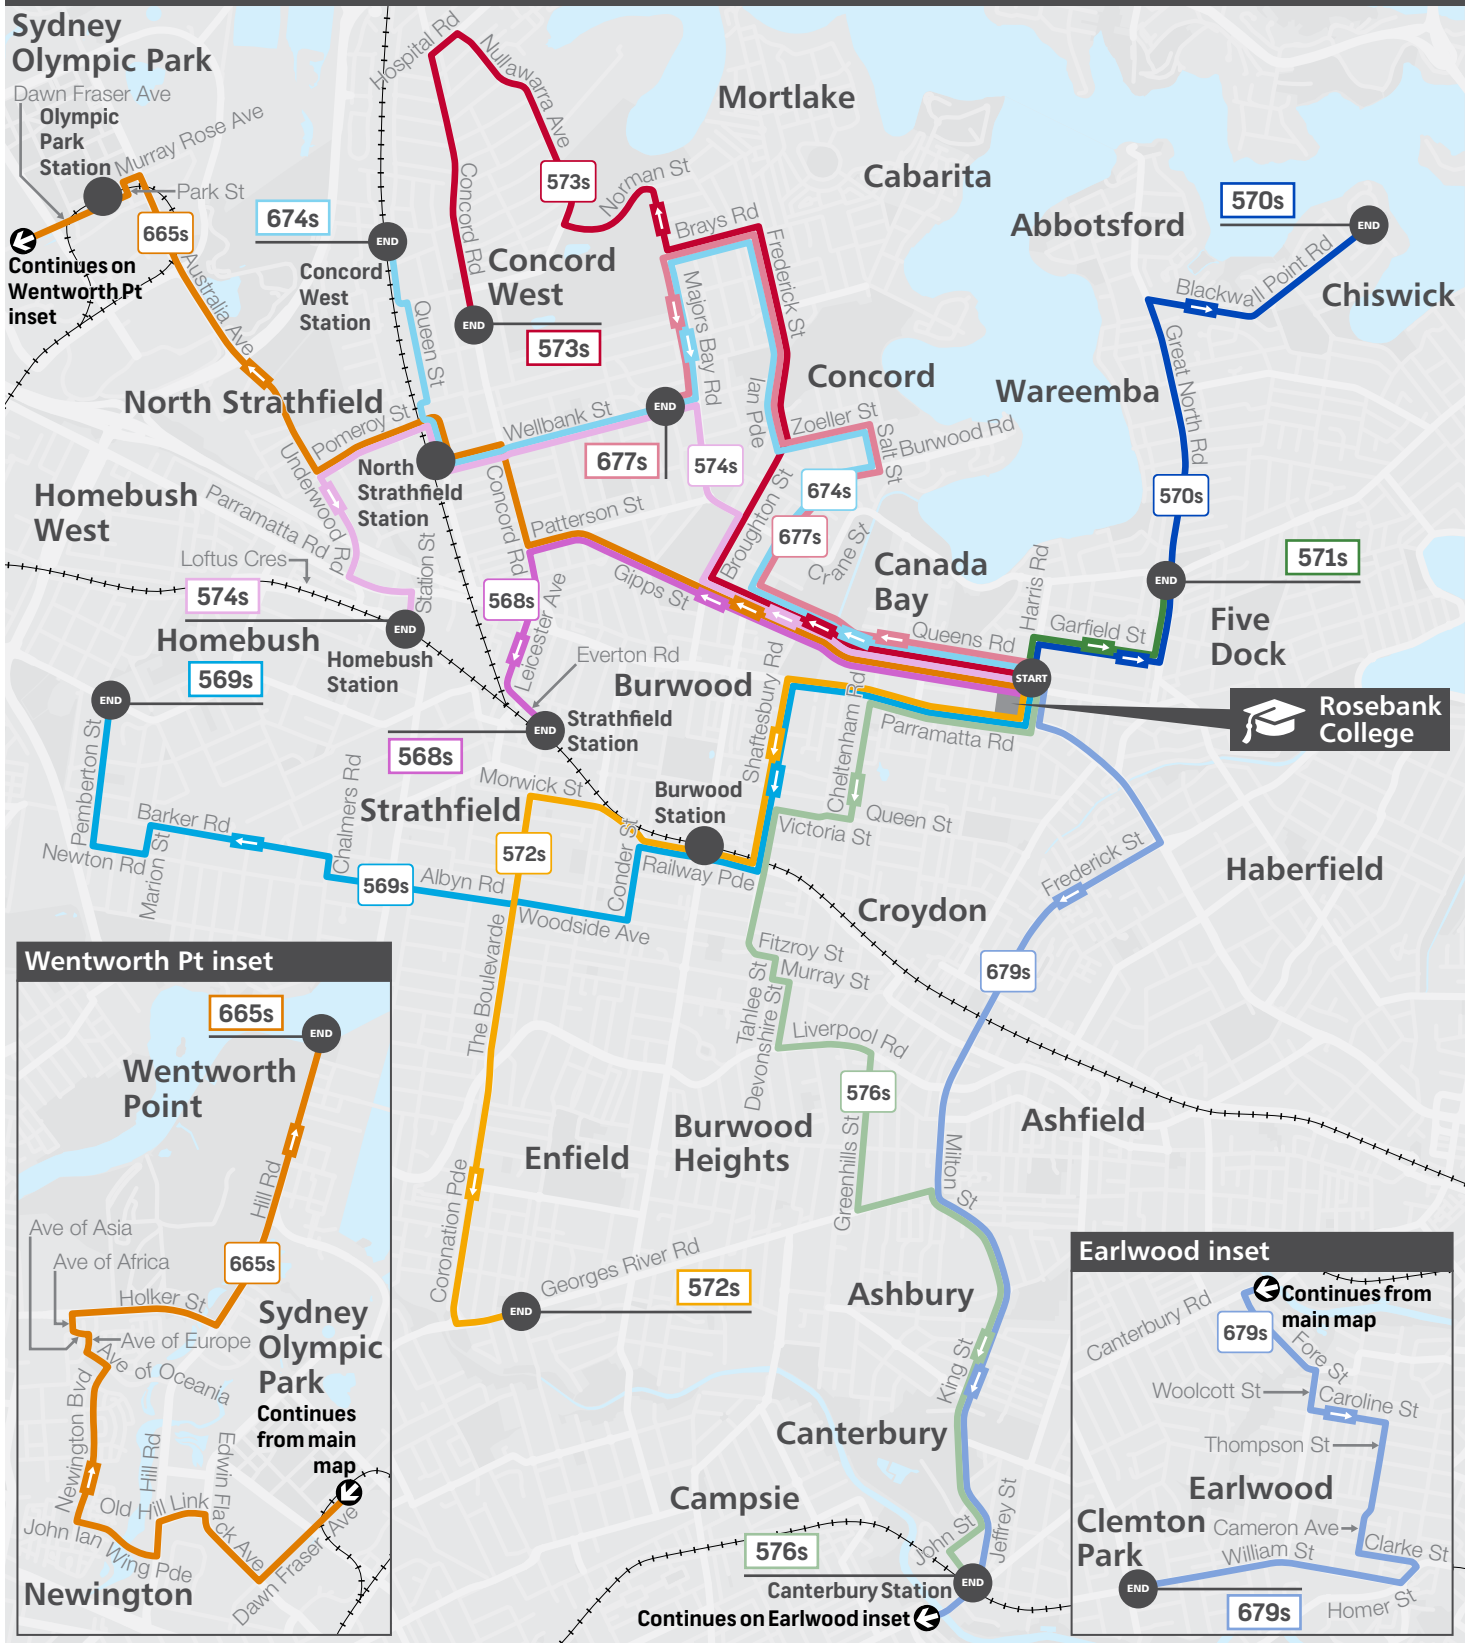 Sydney
Olympic Park
Dawn Fraser Ave
Olympic
Park
Station
Murray Rose Ave
Park St
665s
Continues on
Wentworth Pt
inset
Australia Ave
674s
END
Concord
West
Station
Queen St
Hospital Rd
Nullawarra Ave
573s
Norman St
Concord Rd
Concord
West
END
573s
Mortlake
Cabarita
Brays Rd
Frederick St
Majors Bay Rd
Ian Pde
Concord
Abbotsford
570s
END
Blackwall Point Rd
Chiswick
Great North Rd
Wareemba
570s
North Strathfield
Pomeroy St
Wellbank St
END
677s
574s
Zoeller St
Salt St
Burwood Rd
674s
677s
Broughton St
Crane St
Canada
Bay
Homebush
West
Underwood Rd
Parramatta Rd
North
Strathfield
Station
Concord Rd
Patterson St
Loftus Cres
574s
Station St
END
Homebush
Station
Homebush
569s
END
568s
Leicester Ave
Gipps St
Everton Rd
Burwood
Queens Rd
Harris Rd
Garfield St
END
571s
Five
Dock
START
Rosebank
College
Strathfield
Station
END
568s
Shaftesbury Rd
Cheltenham Rd
Parramatta Rd
Pemberton St
Barker Rd
Newton Rd
Marion St
Chalmers Rd
Strathfield
Morwick St
572s
Burwood
Station
Conder St
Railway Pde
Victoria St
Queen St
569s
Albyn Rd
Woodside Ave
The Boulevarde
Croydon
Frederick St
Haberfield
679s
Fitzroy St
Murray St
Tahlee St
Devonshire St
Liverpool Rd
576s
Greenhills St
Burwood
Heights
Milton St
Ashfield
Enfield
Coronation Pde
Georges River Rd
END
572s
Ashbury
King St
Canterbury
Campsie
John St
Jeffrey St
576s
END
Canterbury Station
Continues on Earlwood inset
Wentworth Pt inset
665s
END
Wentworth
Point
Hill Rd
665s
Ave of Asia
Ave of Africa
Holker St
Ave of Europe
Ave of Oceania
Sydney
Olympic
Park
Continues
from main
map
Newington Bvd
Hill Rd
Edwin Flack Ave
Old Hill Link
John Ian Wing Pde
Dawn Fraser Ave
Newington
Earlwood inset
Continues from
main map
Canterbury Rd
679s
Fore St
Woolcott St
Caroline St
Thompson St
Earlwood
Clemton
Park
Cameron Ave
Clarke St
William St
END
679s
Homer St